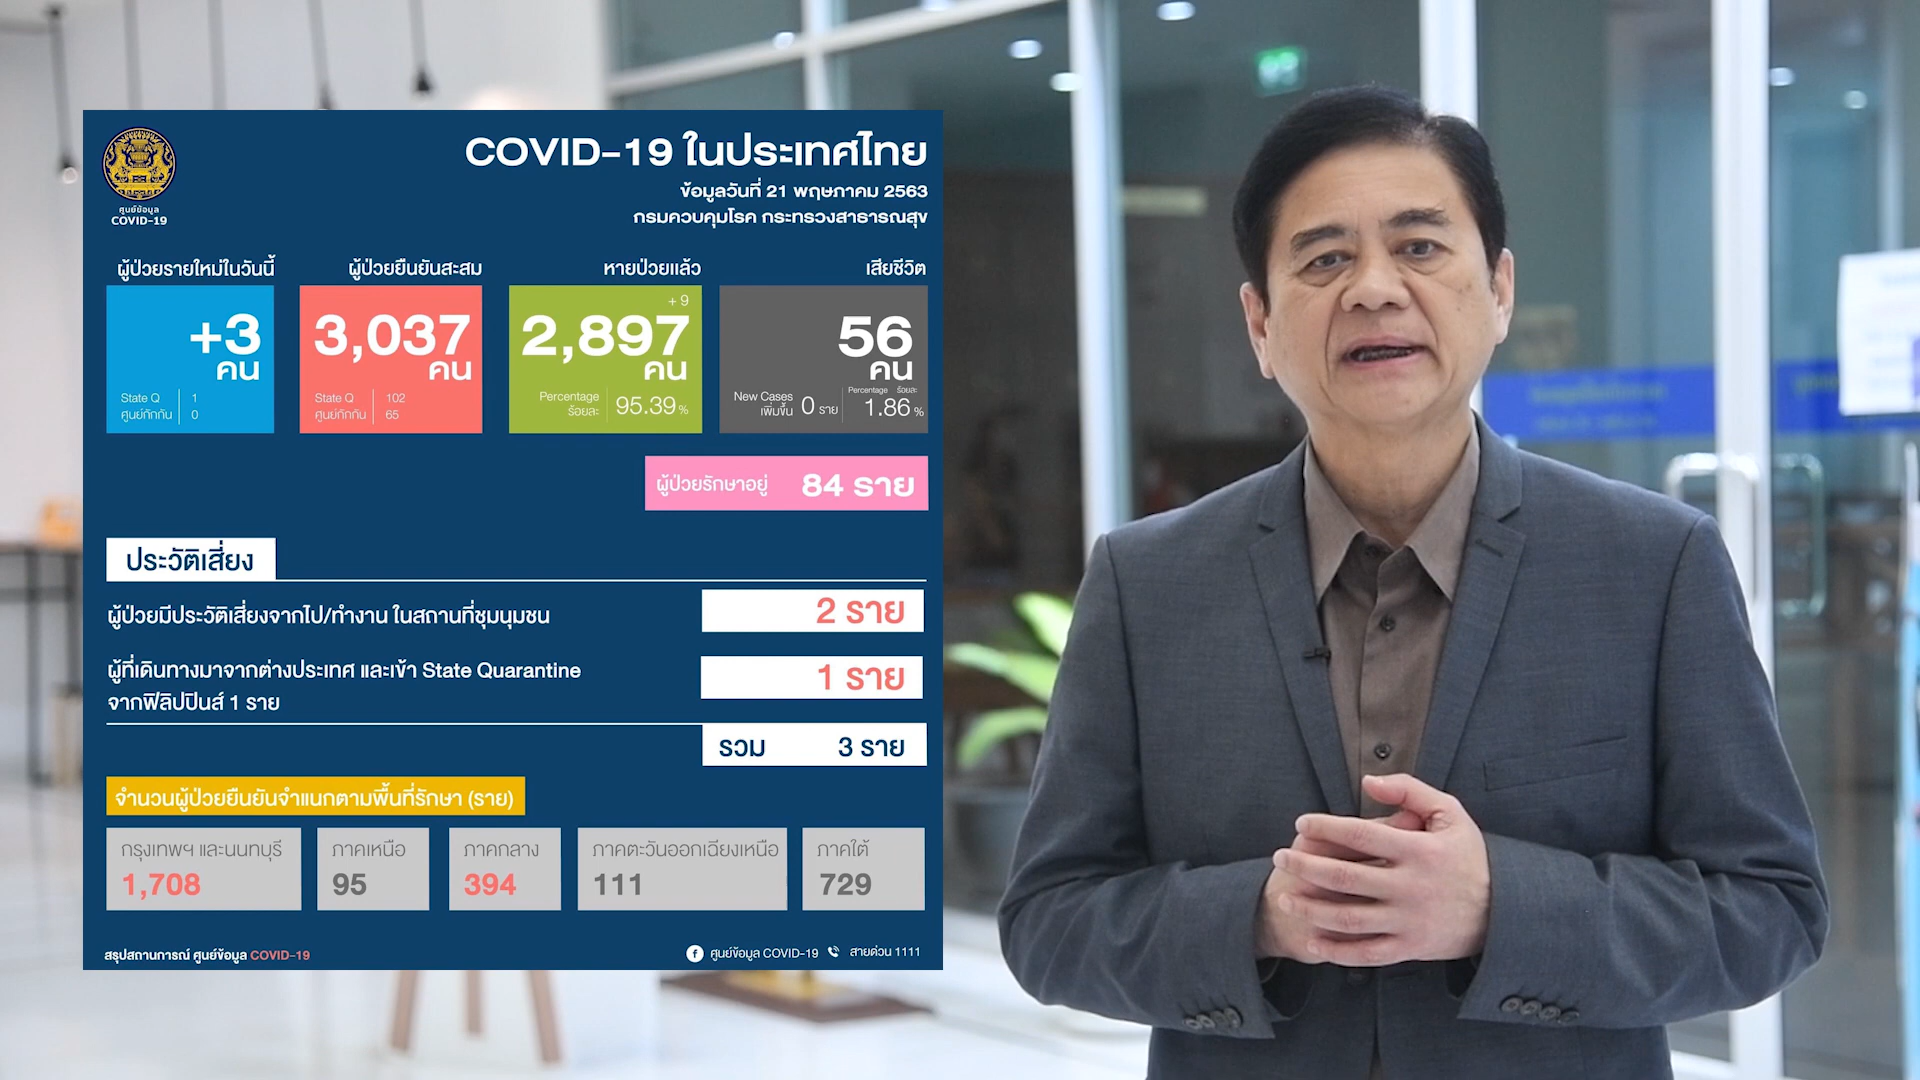 ศูนย์ข้อมูล
COVID-19
COVID-19 ในประเทศไทย
ข้อมูลวันที่ 21 พฤษภาคม 2563
กรมควบคุมโรค กระทรวงสาธารณสุข
ผู้ป่วยรายใหม่ในวันนี้
+3
คน
State Q 1
ศูนย์กักกัน 0
ผู้ป่วยยืนยันสะสม
3,037
คน
State Q 102
ศูนย์กักกัน 65
หายป่วยแล้ว
+ 9
2,897
คน
Percentage
ร้อยละ 95.39 %
เสียชีวิต
56
คน
New Cases
เพิ่มขึ้น 0 ราย
Percentage ร้อยละ
1.86 %
ผู้ป่วยรักษาอยู่ 84 ราย
ประวัติเสี่ยง
ผู้ป่วยมีประวัติเสี่ยงจากไป/ทำงาน ในสถานที่ชุมนุมชน 2 ราย
ผู้ที่เดินทางมาจากต่างประเทศ และเข้า State Quarantine 1 ราย
จากฟิลิปปินส์ 1 ราย
รวม 3 ราย
จำนวนผู้ป่วยยืนยันจำแนกตามพื้นที่รักษา (ราย)
กรุงเทพฯ และนนทบุรี
1,708
ภาคเหนือ
95
ภาคกลาง
394
ภาคตะวันออกเฉียงเหนือ
111
ภาคใต้
729
สรุปสถานการณ์ ศูนย์ข้อมูล COVID-19
ศูนย์ข้อมูล COVID-19 สายด่วน 1111